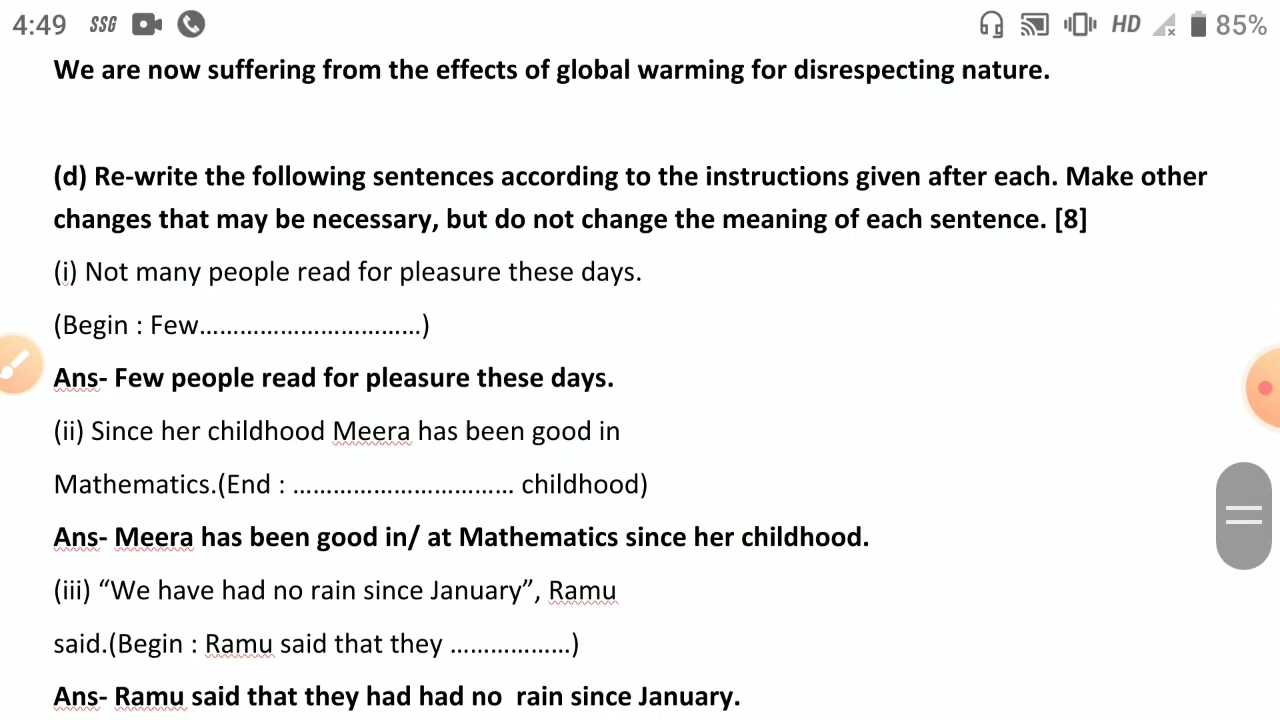 4:49 SSG HD 85%
We are now suffering from the effects of global warming for disrespecting nature.
(d) Re-write the following sentences according to the instructions given after each. Make other
changes that may be necessary, but do not change the meaning of each sentence. [8]
(i) Not many people read for pleasure these days.
(Begin : Few................................)
Ans- Few people read for pleasure these days.
(ii) Since her childhood Meera has been good in
Mathematics.(End : ................................ childhood)
Ans- Meera has been good in/ at Mathematics since her childhood.
(iii) “We have had no rain since January”, Ramu
said.(Begin : Ramu said that they ..................)
Ans- Ramu said that they had had no  rain since January.